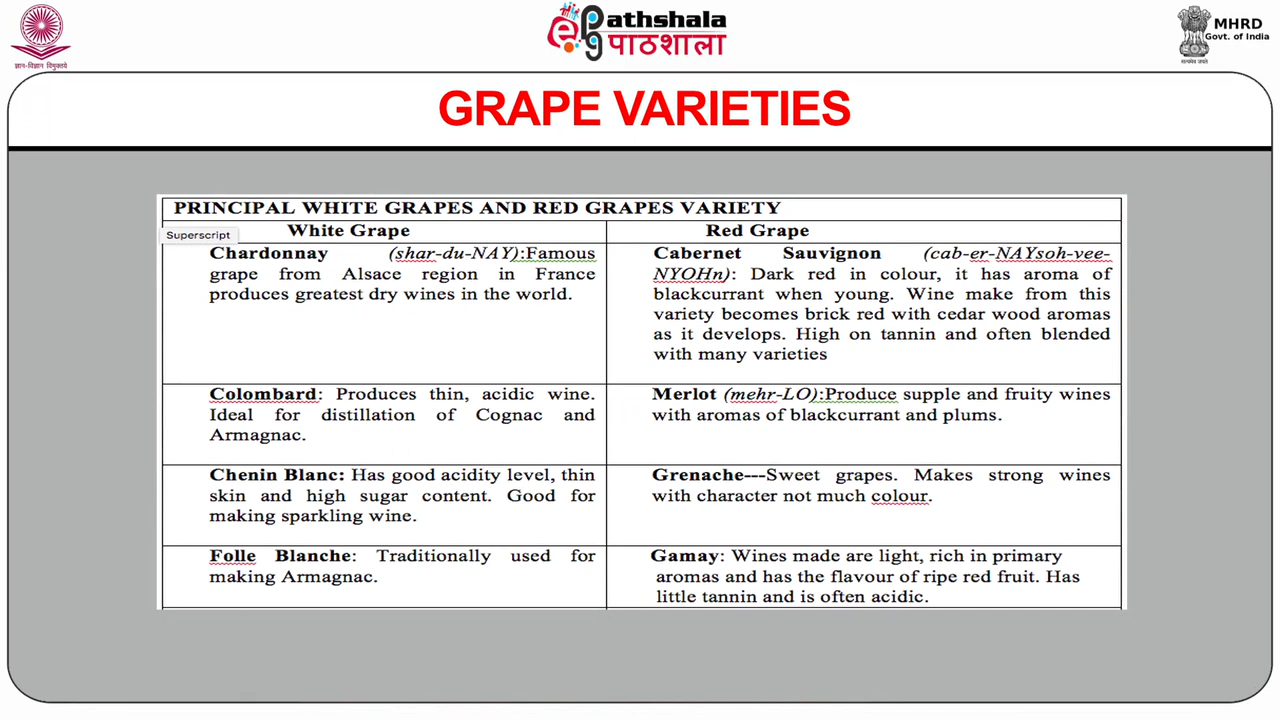 ज्ञान-विज्ञान विमुक्तये
ePathshala
पाठशाला
MHRD
Govt. of India
सत्यमेव जयते
GRAPE VARIETIES
PRINCIPAL WHITE GRAPES AND RED GRAPES VARIETY
White Grape
Red Grape
Superscript
Chardonnay (shar-du-NAY):Famous
grape from Alsace region in France
produces greatest dry wines in the world.
Cabernet Sauvignon (cab-er-NAYsoh-vee-
NYOHn): Dark red in colour, it has aroma of
blackcurrant when young. Wine make from this
variety becomes brick red with cedar wood aromas
as it develops. High on tannin and often blended
with many varieties
Colombard: Produces thin, acidic wine.
Ideal for distillation of Cognac and
Armagnac.
Merlot (mehr-LO):Produce supple and fruity wines
with aromas of blackcurrant and plums.
Chenin Blanc: Has good acidity level, thin
skin and high sugar content. Good for
making sparkling wine.
Grenache---Sweet grapes. Makes strong wines
with character not much colour.
Folle Blanche: Traditionally used for
making Armagnac.
Gamay: Wines made are light, rich in primary
aromas and has the flavour of ripe red fruit. Has
little tannin and is often acidic.